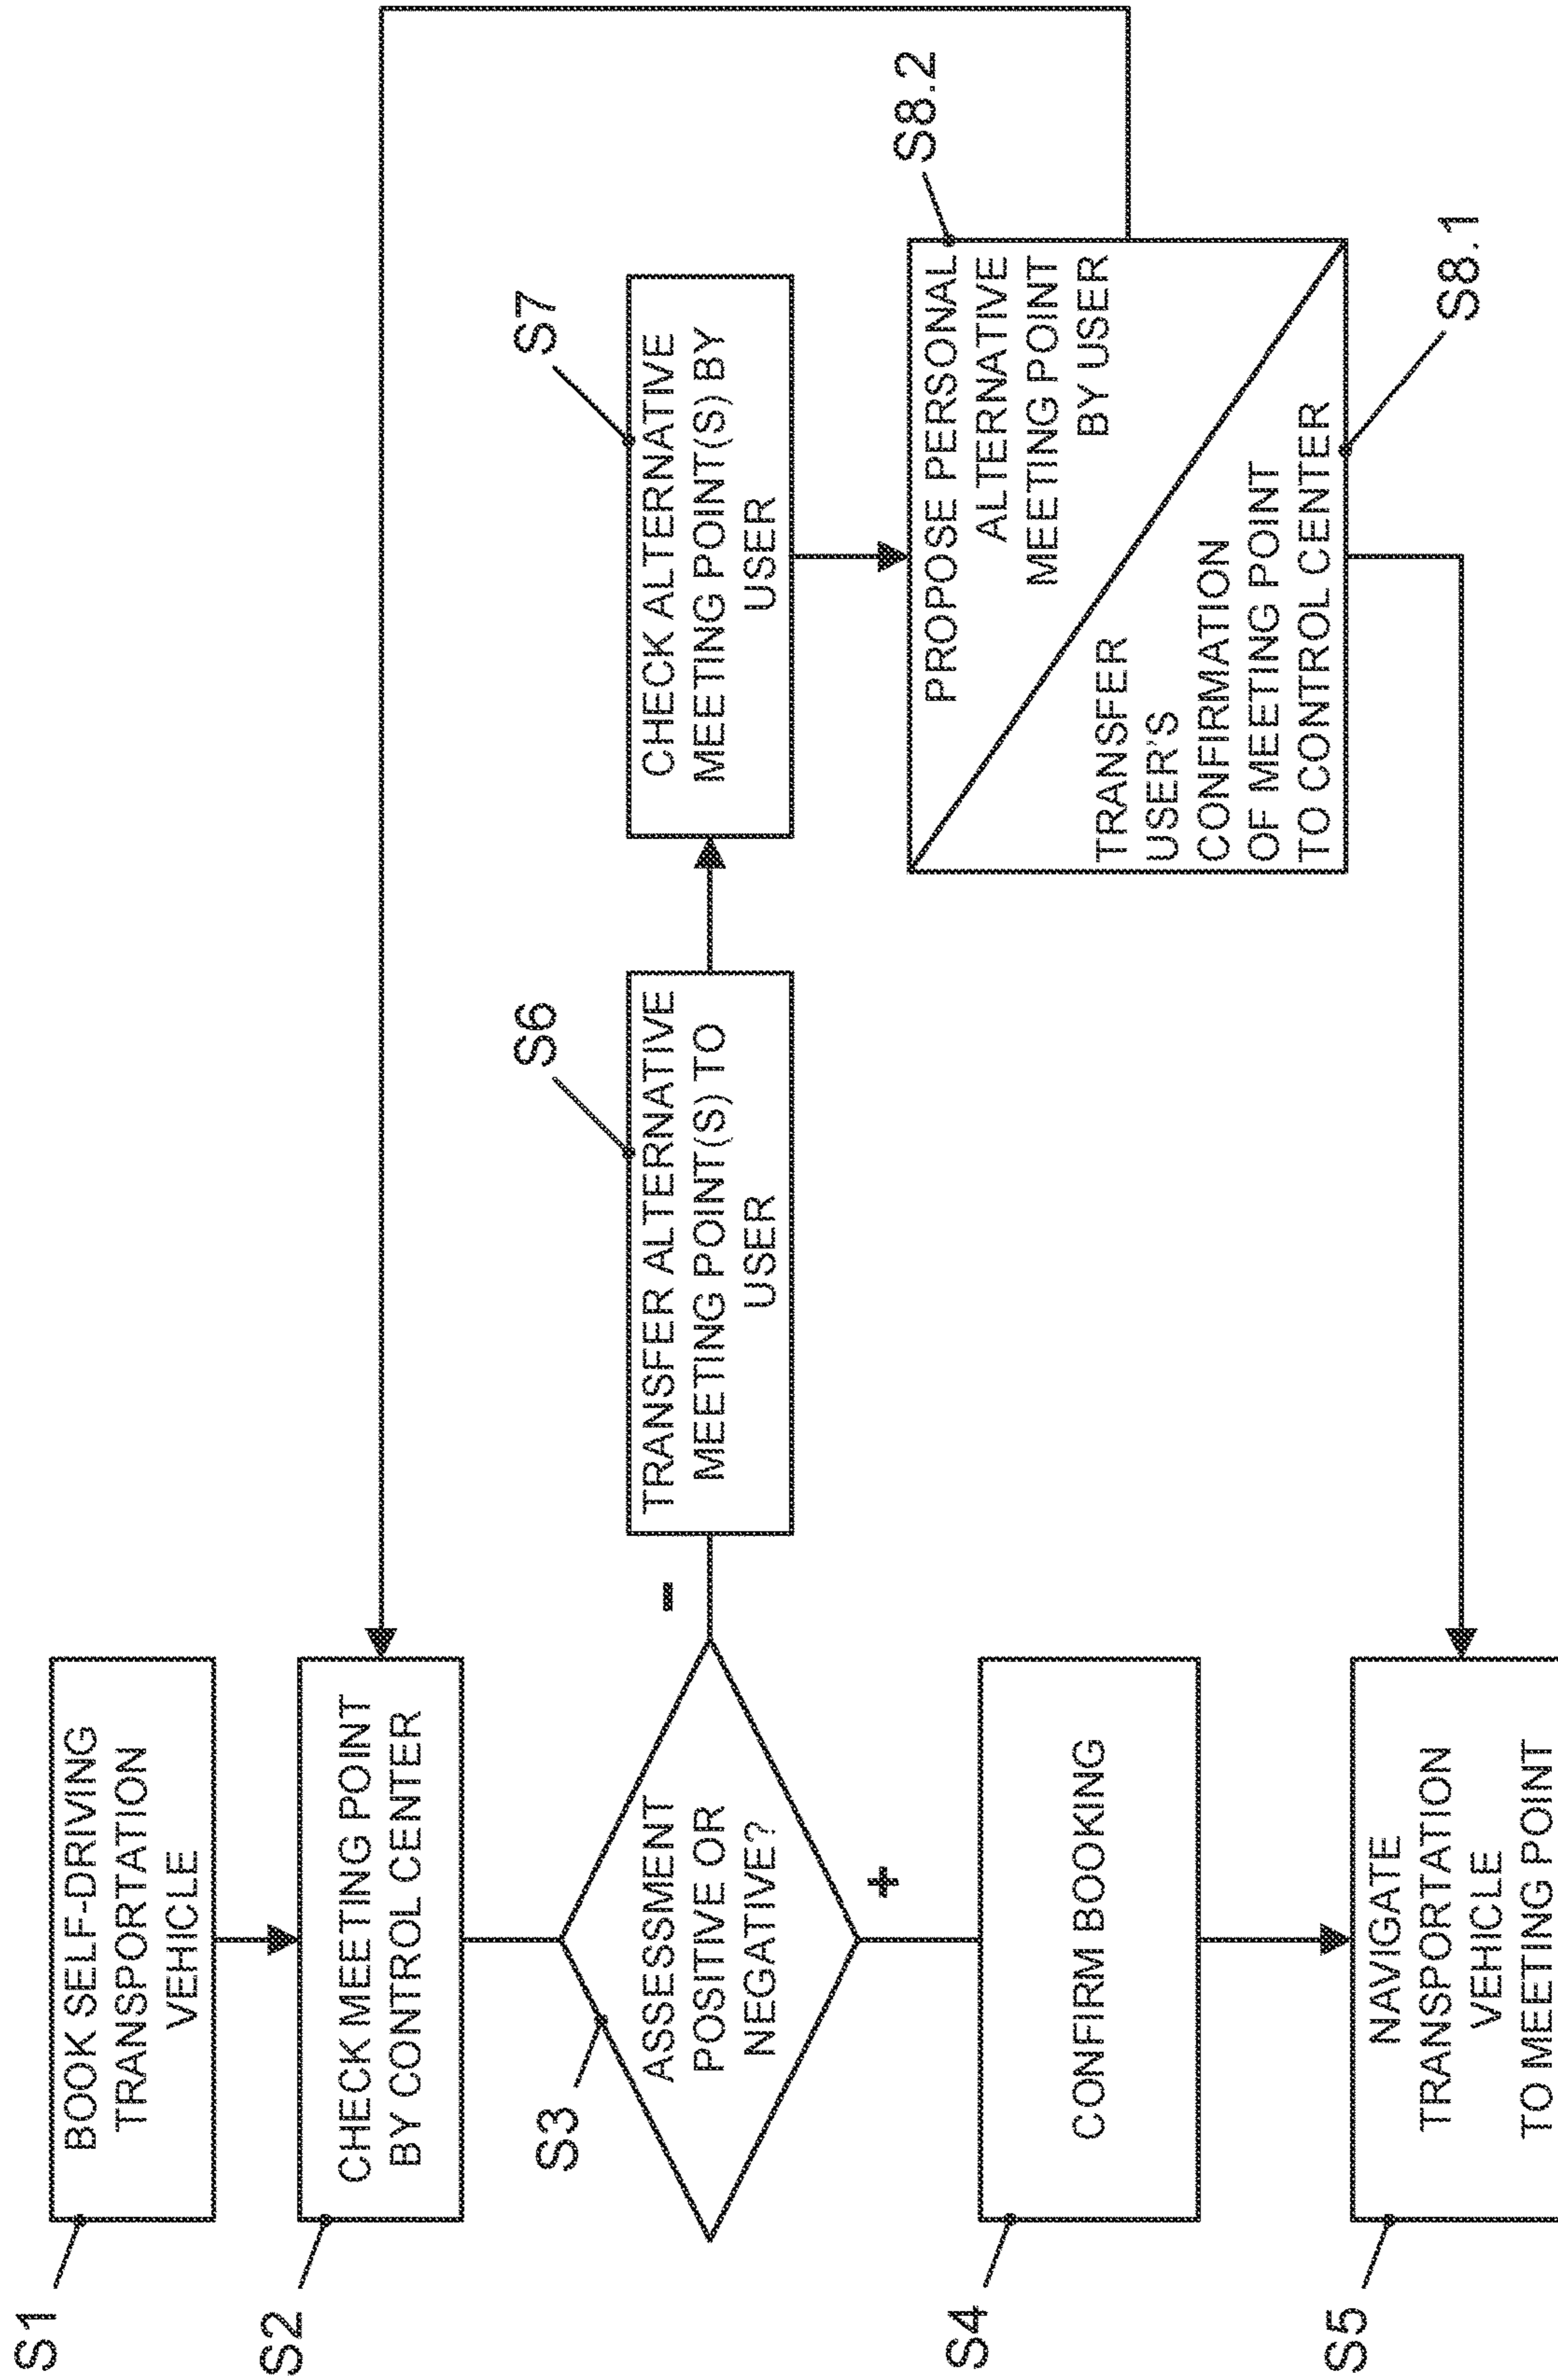 S1
BOOK SELF-DRIVING
TRANSPORTATION
VEHICLE
S2
CHECK MEETING POINT
BY CONTROL CENTER
S3
ASSESSMENT
POSITIVE OR
NEGATIVE?
-
+
S4
CONFIRM BOOKING
S5
NAVIGATE
TRANSPORTATION
VEHICLE
TO MEETING POINT
S6
TRANSFER ALTERNATIVE
MEETING POINT(S) TO
USER
S7
CHECK ALTERNATIVE
MEETING POINT(S) BY
USER
S8.2
PROPOSE PERSONAL
ALTERNATIVE
MEETING POINT
BY USER
TRANSFER
USER'S
CONFIRMATION
OF MEETING POINT
TO CONTROL CENTER
S8.1